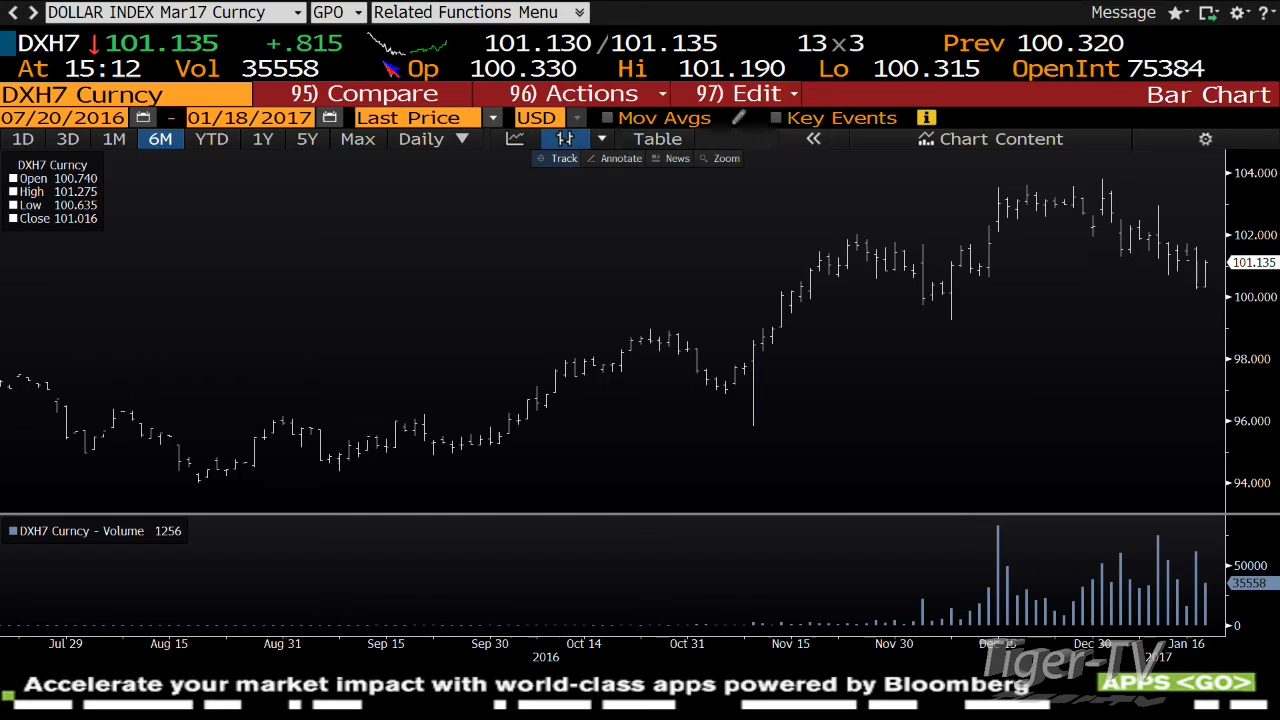 DOLLAR INDEX Mar17 Curncy GPO Related Functions Menu Message
DXH7 ↓101.135 +.815 101.130/101.135 13x3 Prev 100.320
At 15:12 Vol 35558 Op 100.330 Hi 101.190 Lo 100.315 OpenInt 75384
DXH7 Curncy 95) Compare 96) Actions 97) Edit Bar Chart
07/20/2016 - 01/18/2017 Last Price USD Mov Avgs Key Events
1D 3D 1M 6M YTD 1Y 5Y Max Daily Table « Chart Content
Track Annotate News Zoom
DXH7 Curncy
Open 100.740
High 101.275
Low 100.635
Close 101.016
104.000
102.000
101.135
100.000
98.000
96.000
94.000
DXH7 Curncy - Volume 1256
50000
35558
0
Jul 29 Aug 15 Aug 31 Sep 15 Sep 30 Oct 14 Oct 31 Nov 15 Nov 30 Dec 15 Dec 30 Jan 16
2016 2017
Tiger-TV
Accelerate your market impact with world-class apps powered by Bloomberg APPS <GO>